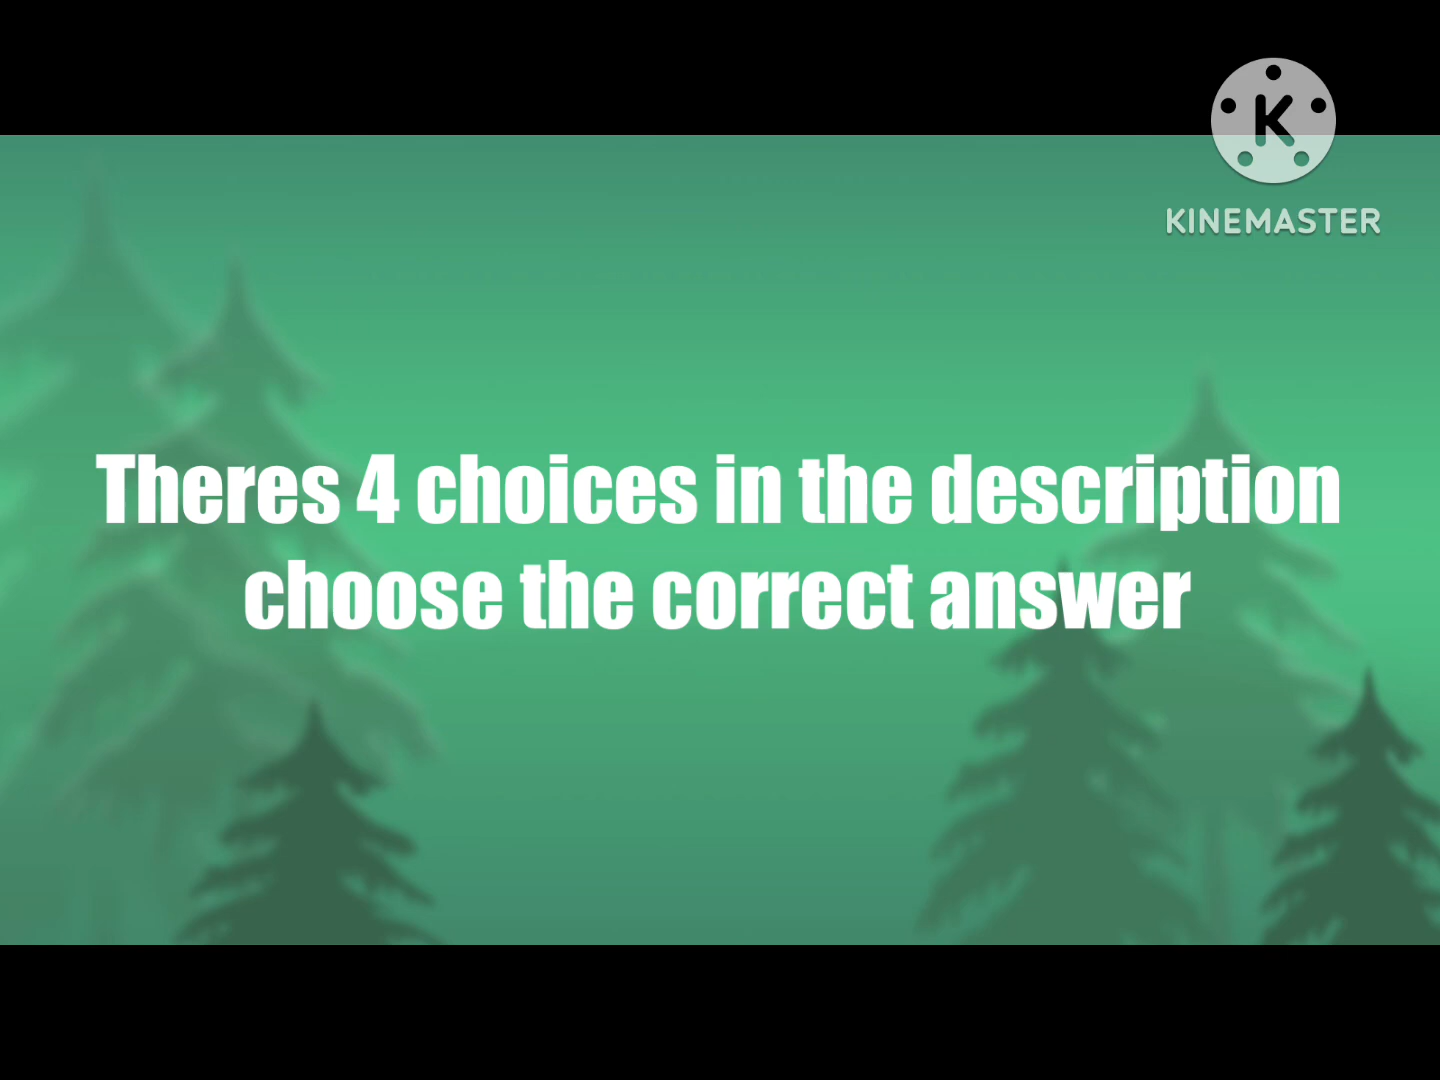 K
KINEMASTER
Theres 4 choices in the description
choose the correct answer